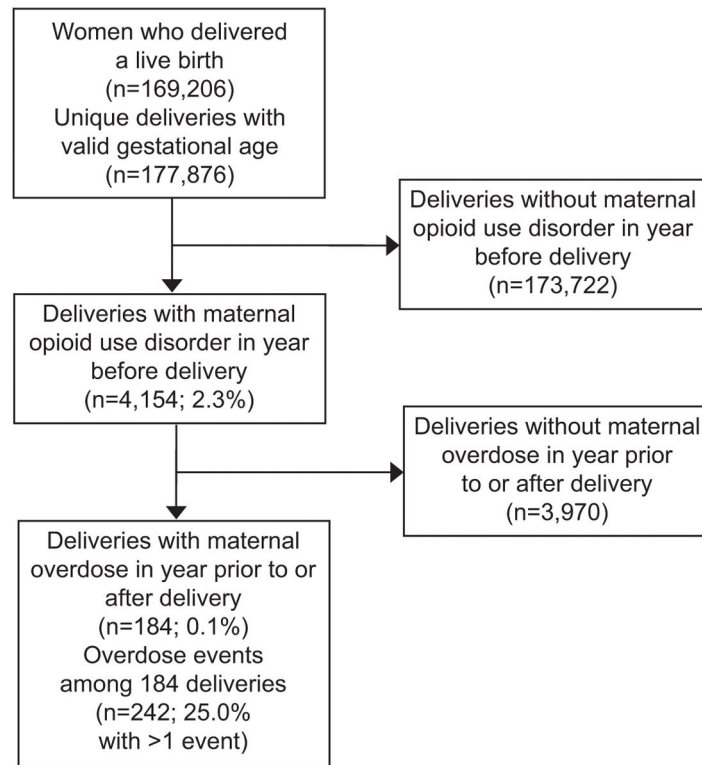 Women who delivered
a live birth
(n=169,206)
Unique deliveries with
valid gestational age
(n=177,876)
Deliveries without maternal
opioid use disorder in year
before delivery
(n=173,722)
Deliveries with maternal
opioid use disorder in year
before delivery
(n=4,154; 2.3%)
Deliveries without maternal
overdose in year prior
to or after delivery
(n=3,970)
Deliveries with maternal
overdose in year prior to or
after delivery
(n=184; 0.1%)
Overdose events
among 184 deliveries
(n=242; 25.0%
with >1 event)